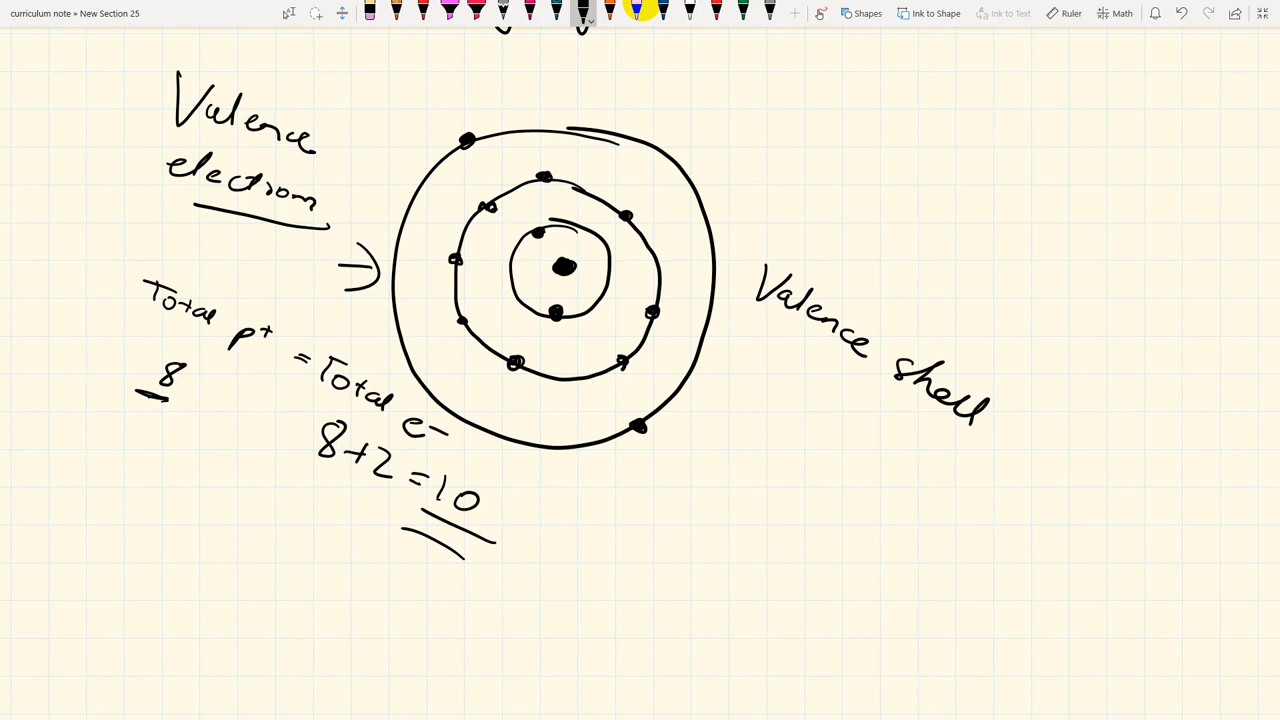 curriculum note » New Section 25
Shapes
Ink to Shape
Ink to Text
Ruler
Math
Valence
electron
Total p+
8
= Total e-
8+2=10
Valence shell